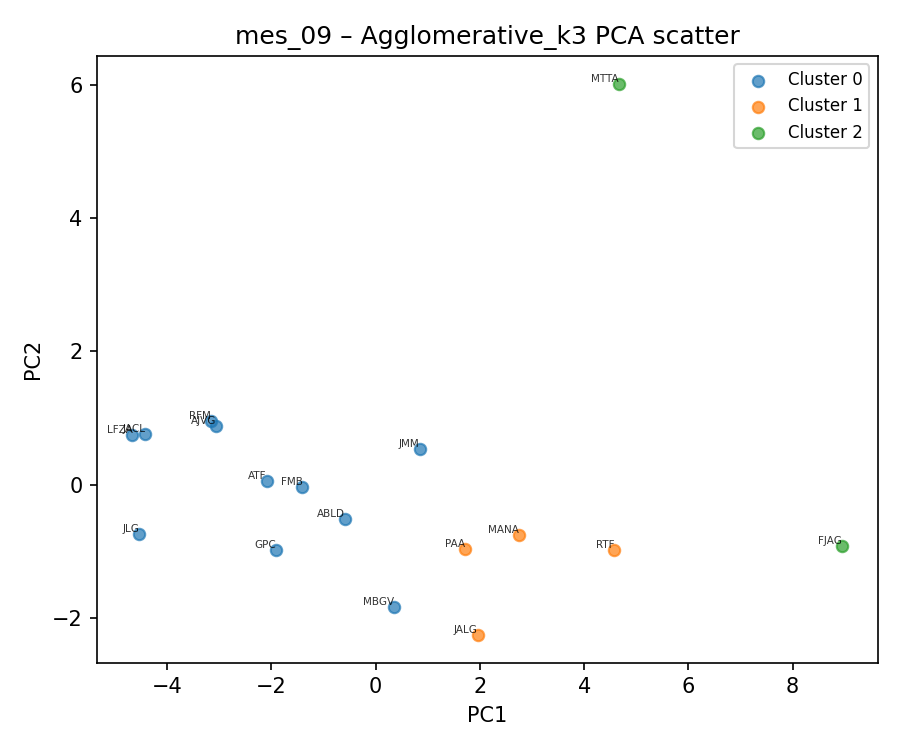 mes_09 – Agglomerative_k3 PCA scatter
Cluster 0
Cluster 1
Cluster 2
MTTA
6
4
2
0
−2
PC2
RFM
AJVG
JACL
JMM
ATF
FMB
ABLD
JLG
GPC
PAA
MANA
RTF
FJAG
MBGV
JALG
−4
−2
0
2
4
6
8
PC1